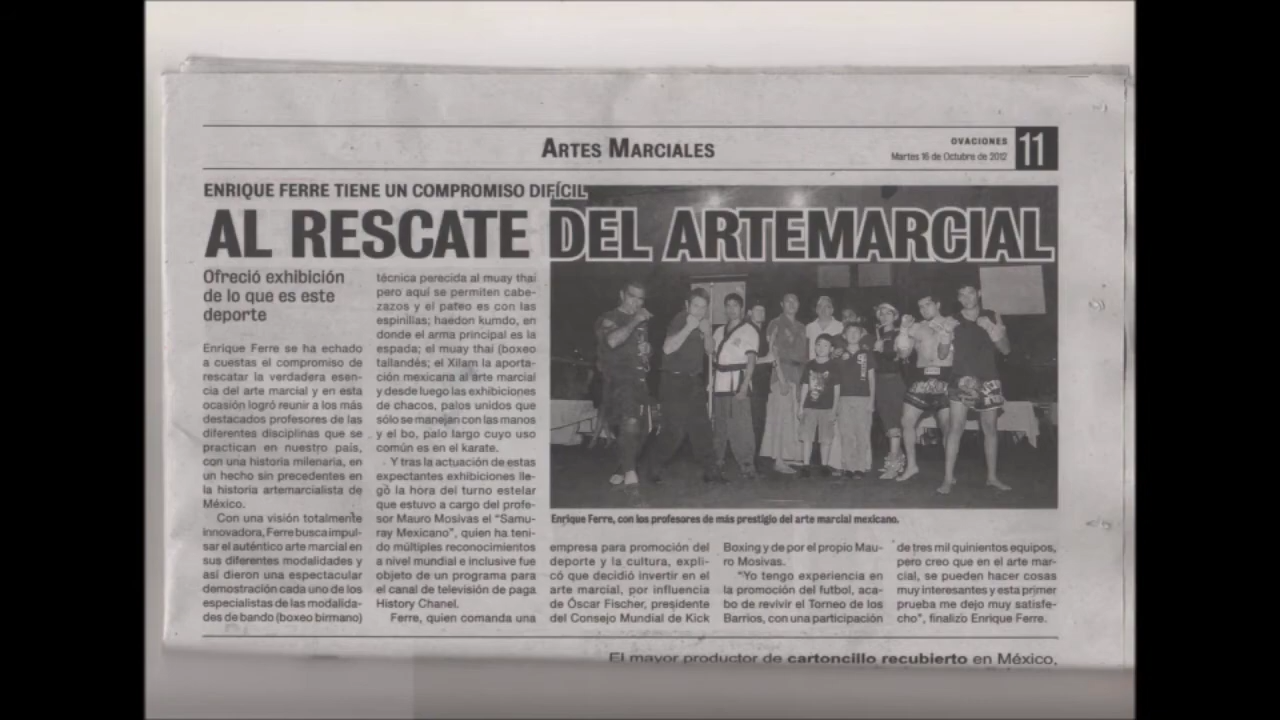 ARTES MARCIALES
OVACIONES
Martes 16 de Octubre de 2012
11
ENRIQUE FERRE TIENE UN COMPROMISO DIFÍCIL
AL RESCATE DEL ARTEMARCIAL
Ofreció exhibición
de lo que es este
deporte
Enrique Ferre se ha echado
a cuestas el compromiso de
rescatar la verdadera esen-
cia del arte marcial y en esta
ocasión logró reunir a los más
destacados profesores de las
diferentes disciplinas que se
practican en nuestro país,
con una historia milenaria, en
un hecho sin precedentes en
la historia artemarcialista de
México.
Con una visión totalmente
innovadora, Ferre busca impul-
sar el auténtico arte marcial en
sus diferentes modalidades y
así dieron una espectacular
demostración cada uno de los
especialistas de las modalida-
des de bando (boxeo birmano)
técnica perecida al muay thai
pero aquí se permiten cabe-
zazos y el pateo es con las
espinillas; haedon kumdo, en
donde el arma principal es la
espada; el muay thai (boxeo
tailandés; el Xilam la aporta-
ción mexicana al arte marcial
y desde luego las exhibiciones
de chacos, palos unidos que
sólo se manejan con las manos
y el bo, palo largo cuyo uso
común es en el karate.
Y tras la actuación de estas
expectantes exhibiciones lle-
gó la hora del turno estelar
que estuvo a cargo del profe-
sor Mauro Mosivas el "Samu-
ray Mexicano", quien ha teni-
do múltiples reconocimientos
a nivel mundial e inclusive fue
objeto de un programa para
el canal de televisión de paga
History Chanel.
Ferre, quien comanda una
Enrique Ferre, con los profesores de más prestigio del arte marcial mexicano.
empresa para promoción del
deporte y la cultura, expli-
có que decidió invertir en el
arte marcial, por influencia
de Óscar Fischer, presidente
del Consejo Mundial de Kick
Boxing y de por el propio Mau-
ro Mosivas.
"Yo tengo experiencia en
la promoción del futbol, aca-
bo de revivir el Torneo de los
Barrios, con una participación
de tres mil quinientos equipos,
pero creo que en el arte mar-
cial, se pueden hacer cosas
muy interesantes y esta primer
prueba me dejo muy satisfe-
cho", finalizo Enrique Ferre.
El mayor productor de cartoncillo recubierto en México,